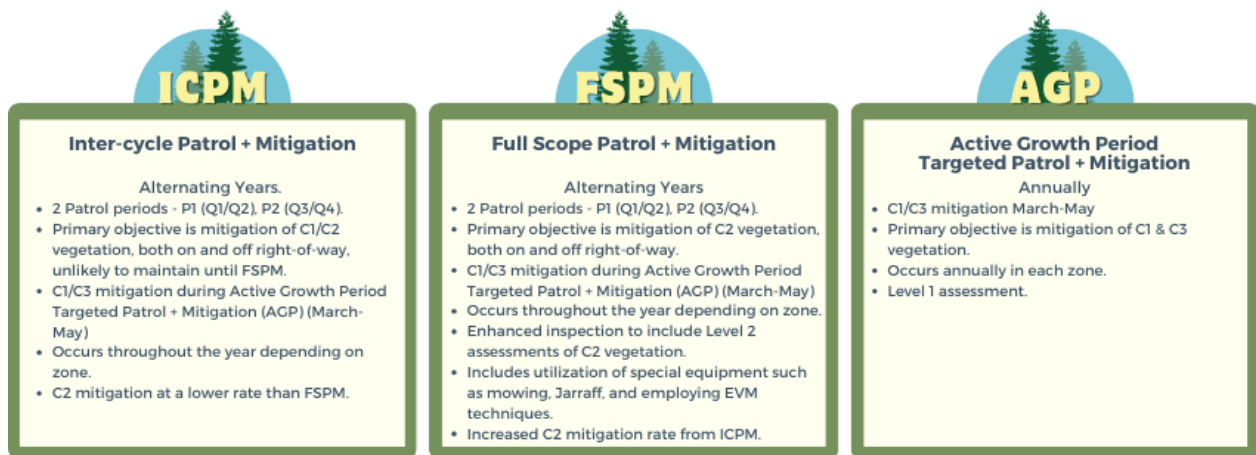 ICPM
Inter-cycle Patrol + Mitigation
Alternating Years.
• 2 Patrol periods - P1 (Q1/Q2), P2 (Q3/Q4).
• Primary objective is mitigation of C1/C2
vegetation, both on and off right-of-way,
unlikely to maintain until FSPM.
• C1/C3 mitigation during Active Growth Period
Targeted Patrol + Mitigation (AGP) (March-
May)
• Occurs throughout the year depending on
zone.
• C2 mitigation at a lower rate than FSPM.
FSPM
Full Scope Patrol + Mitigation
Alternating Years
• 2 Patrol periods - P1 (Q1/Q2), P2 (Q3/Q4).
• Primary objective is mitigation of C2 vegetation,
both on and off right-of-way.
• C1/C3 mitigation during Active Growth Period
Targeted Patrol + Mitigation (AGP) (March-May)
• Occurs throughout the year depending on zone.
• Enhanced inspection to include Level 2
assessments of C2 vegetation.
• Includes utilization of special equipment such
as mowing, Jarraff, and employing EVM
techniques.
• Increased C2 mitigation rate from ICPM.
AGP
Active Growth Period
Targeted Patrol + Mitigation
Annually
• C1/C3 mitigation March-May
• Primary objective is mitigation of C1 & C3
vegetation.
• Occurs annually in each zone.
• Level 1 assessment.